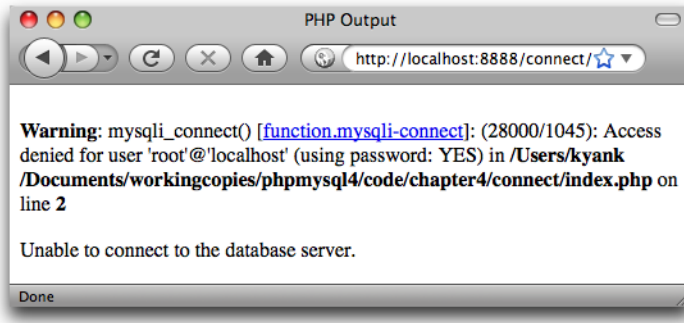 PHP Output
http://localhost:8888/connect/
Warning: mysqli_connect() [function.mysqli-connect]: (28000/1045): Access
denied for user 'root'@'localhost' (using password: YES) in /Users/kyank
/Documents/workingcopies/phpmysql4/code/chapter4/connect/index.php on
line 2
Unable to connect to the database server.
Done